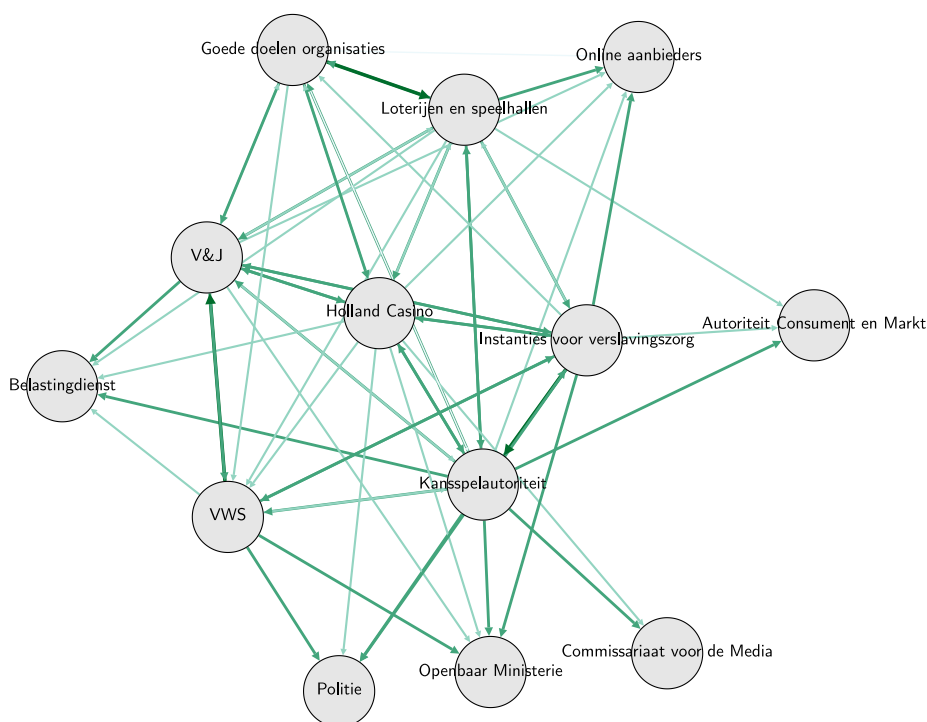 Goede doelen organisaties
Online aanbieders
Loterijen en speelhallen
V&J
Holland Casino
Autoriteit Consument en Markt
Instanties voor verslavingszorg
Belastingdienst
Kansspelautoriteit
VWS
Commissariaat voor de Media
Openbaar Ministerie
Politie